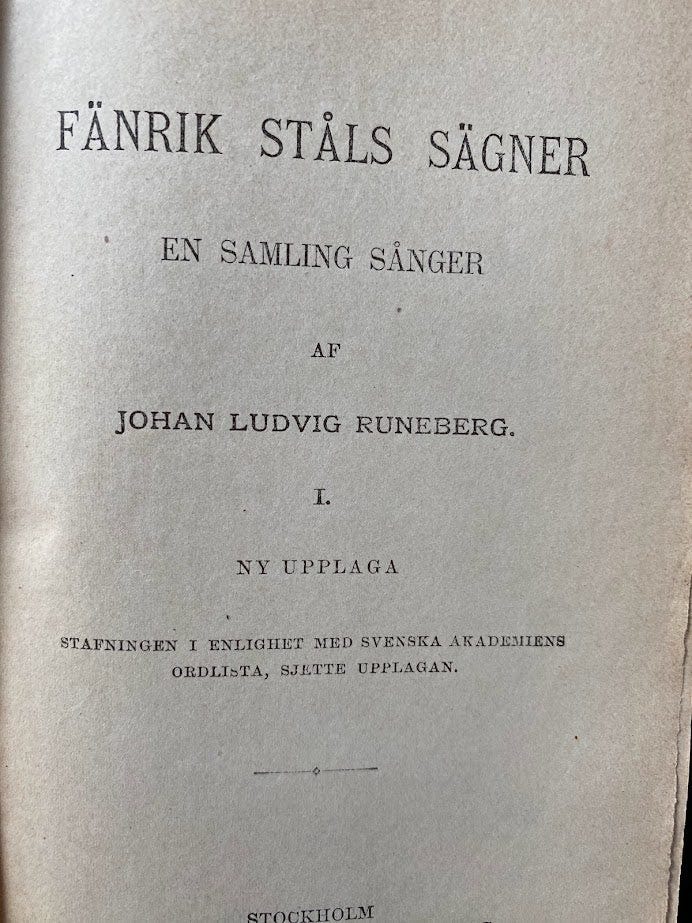 FÄNRIK STÅLS SÄGNER
EN SAMLING SÅNGER
AF
JOHAN LUDVIG RUNEBERG.
I.
NY UPPLAGA
STAFNINGEN I ENLIGHET MED SVENSKA AKADEMIENS
ORDLISTA, SJETTE UPPLAGAN.
STOCKHOLM